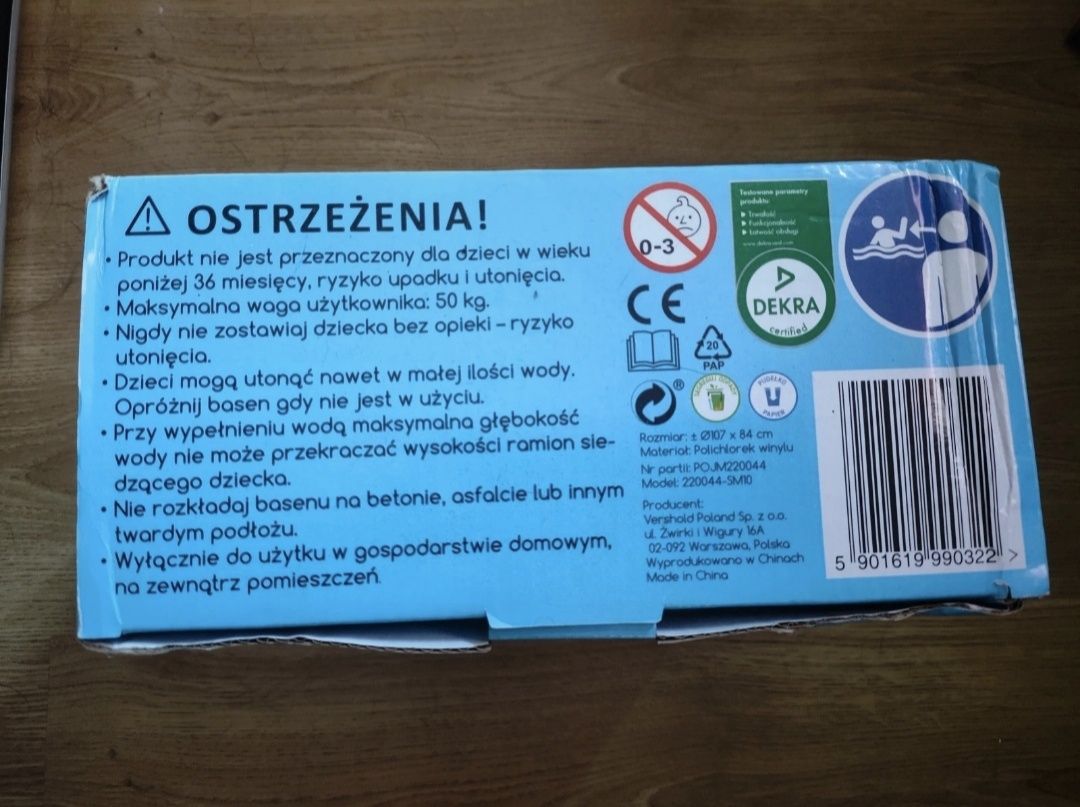 OSTRZEŻENIA!
• Produkt nie jest przeznaczony dla dzieci w wieku
poniżej 36 miesięcy, ryzyko upadku i utonięcia.
• Maksymalna waga użytkownika: 50 kg.
• Nigdy nie zostawiaj dziecka bez opieki – ryzyko
utonięcia.
• Dzieci mogą utonąć nawet w małej ilości wody.
Opróżnij basen gdy nie jest w użyciu.
• Przy wypełnieniu wodą maksymalna głębokość
wody nie może przekraczać wysokości ramion sie-
dzącego dziecka.
• Nie rozkładaj basenu na betonie, asfalcie lub innym
twardym podłożu.
• Wyłącznie do użytku w gospodarstwie domowym,
na zewnątrz pomieszczeń.
0-3
CE
20
PAP
®
PUDEŁKO
PAPIER
Testowane parametry
produktu:
Trwałość
Funkcjonalność
Łatwość obsługi
DEKRA
certified
Rozmiar: ± Ø107 x 84 cm
Materiał: Polichlorek winylu
Nr partii: POJM220044
Model: 220044-SM10
Producent:
Vershold Poland Sp. z o.o.
ul. Żwirki i Wigury 16A
02-092 Warszawa, Polska
Wyprodukowano w Chinach
Made in China
5 901619 990322 >